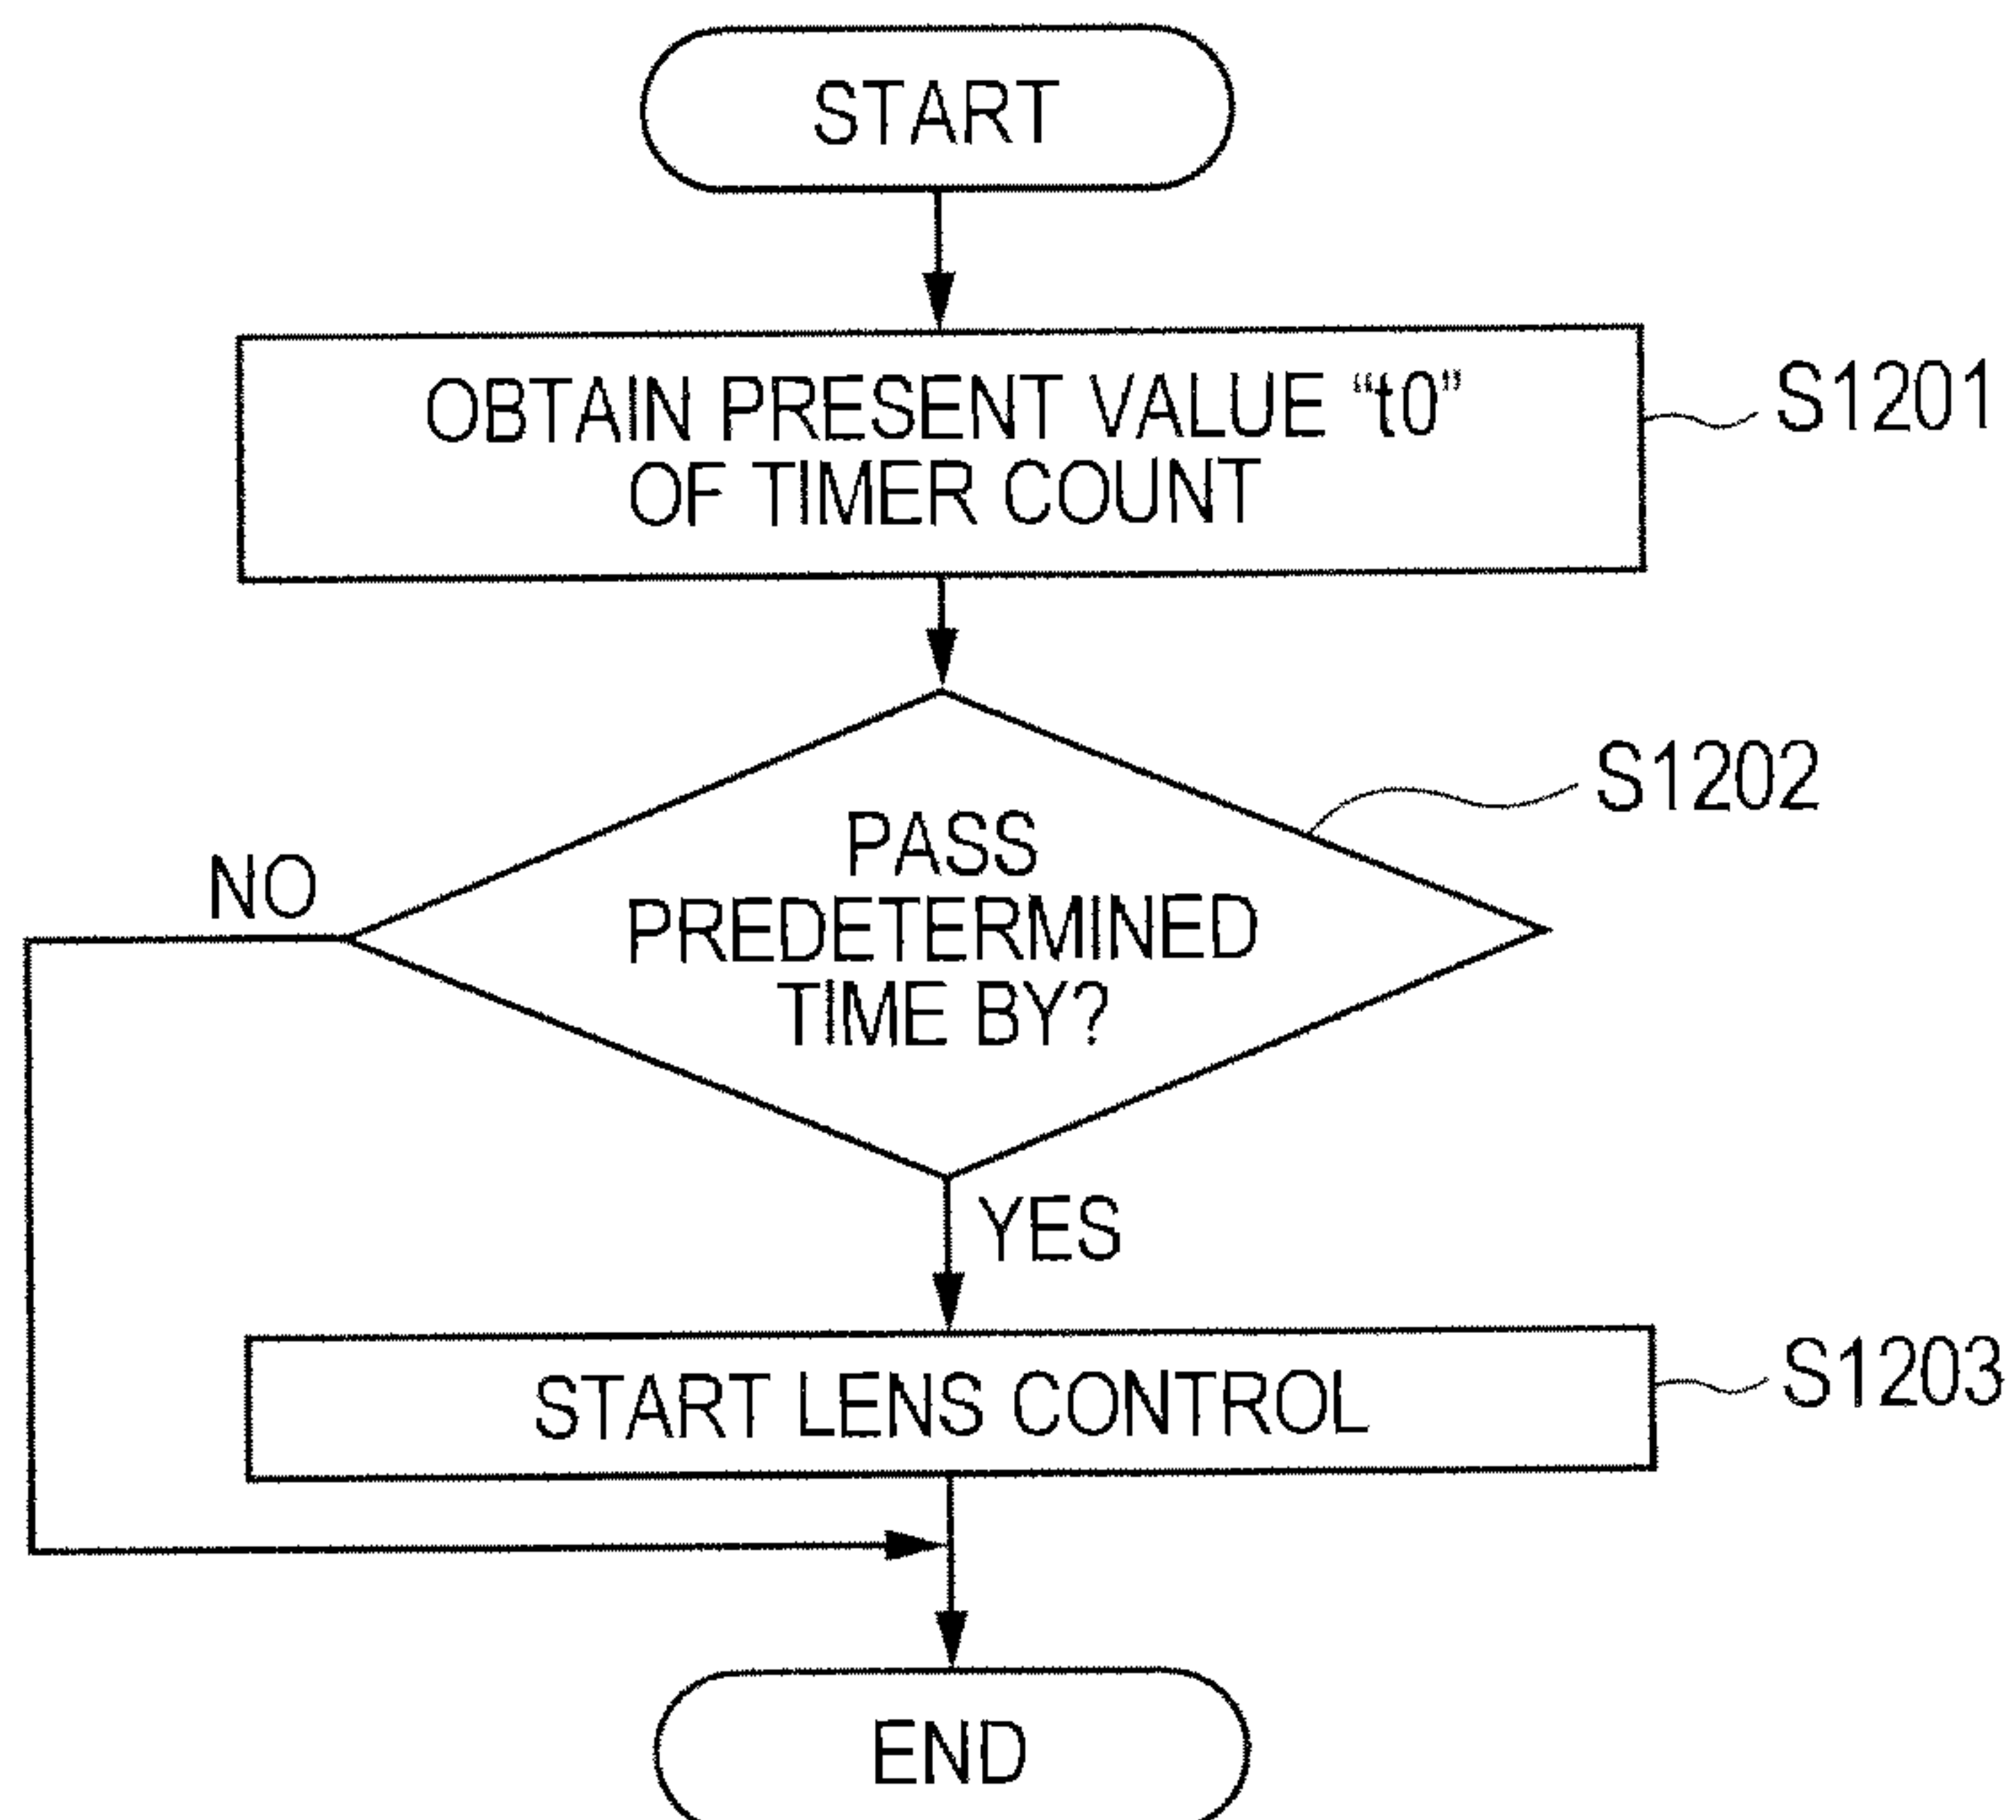 START
OBTAIN PRESENT VALUE “t0”
OF TIMER COUNT
S1201
PASS
PREDETERMINED
TIME BY?
S1202
NO
YES
START LENS CONTROL
S1203
END